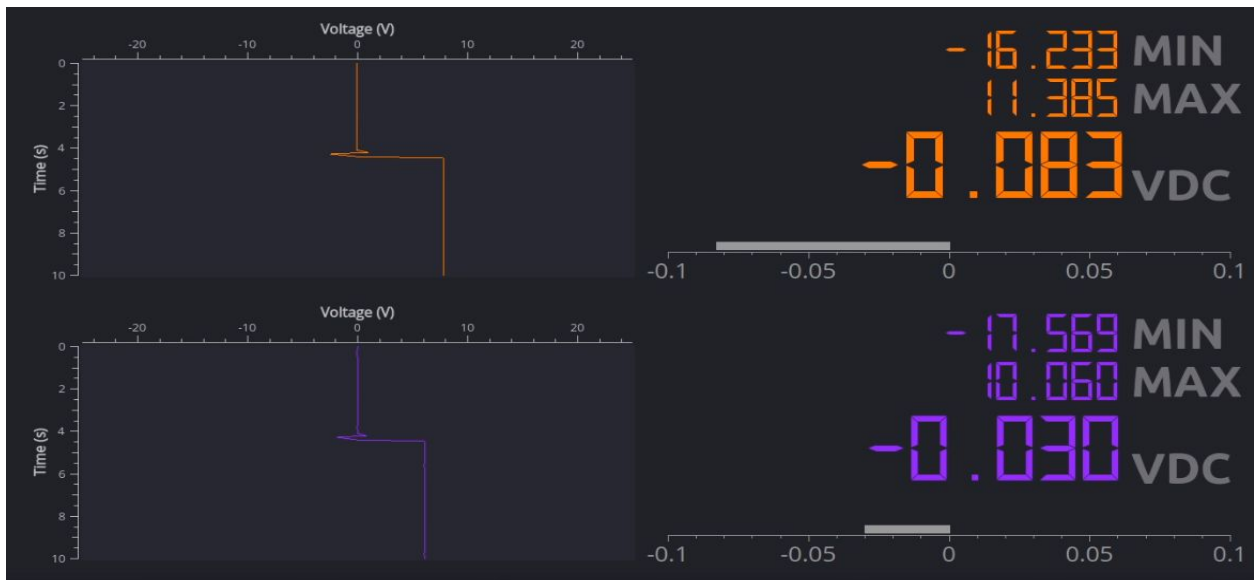 Voltage (V)
-20 -10 0 10 20
0
2
4
6
8
10
Time (s)
-16.233 MIN
11.385 MAX
-0.083 VDC
-0.1 -0.05 0 0.05 0.1
Voltage (V)
-20 -10 0 10 20
0
2
4
6
8
10
Time (s)
-17.569 MIN
10.060 MAX
-0.030 VDC
-0.1 -0.05 0 0.05 0.1